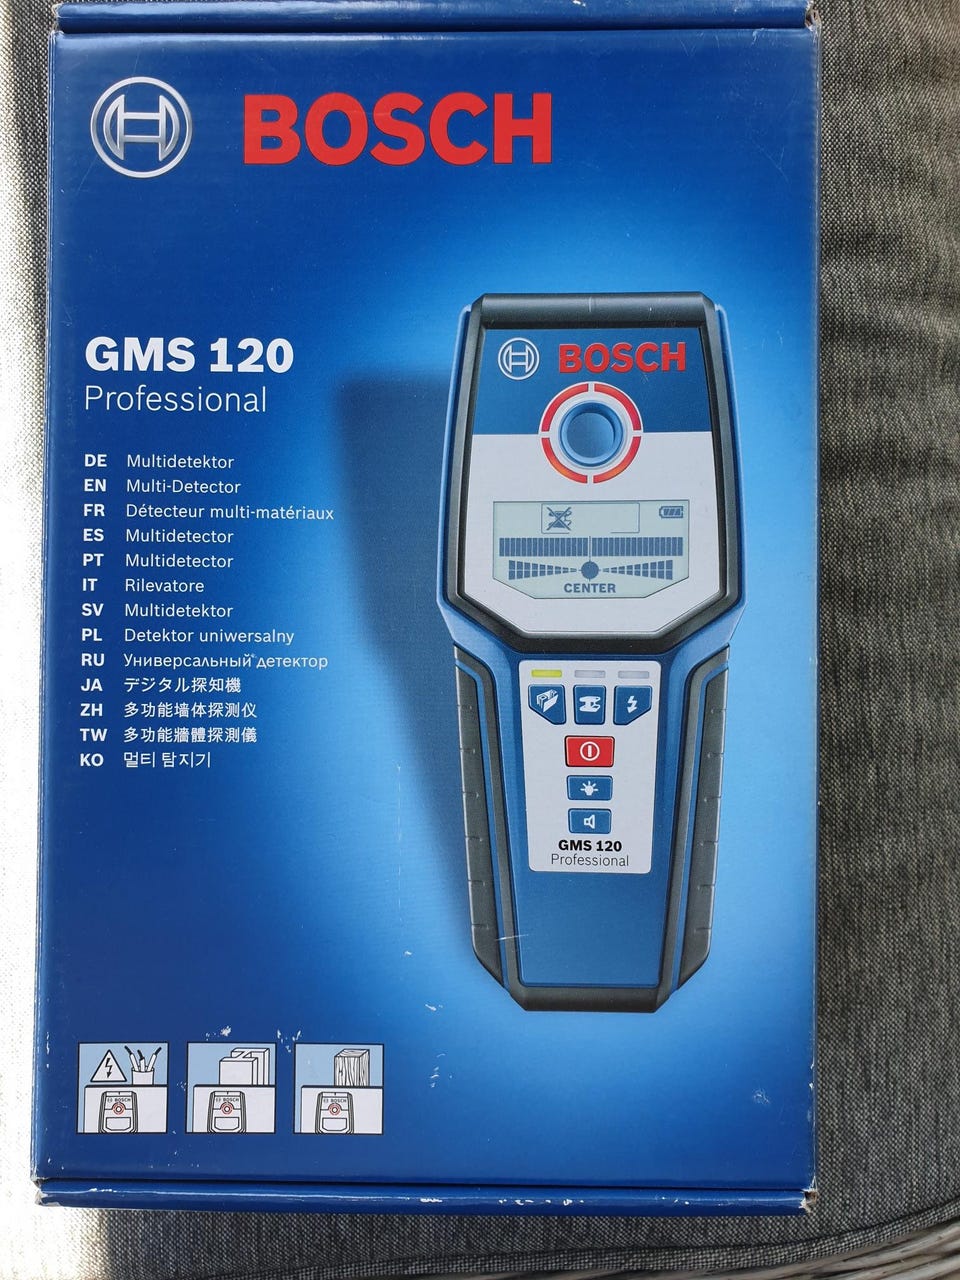 BOSCH
GMS 120
Professional
DE Multidetektor
EN Multi-Detector
FR Détecteur multi-matériaux
ES Multidetector
PT Multidetector
IT Rilevatore
SV Multidetektor
PL Detektor uniwersalny
RU Универсальный детектор
JA デジタル探知機
ZH 多功能墙体探测仪
TW 多功能牆體探測儀
KO 멀티 탐지기
BOSCH
CENTER
GMS 120
Professional
BOSCH
BOSCH
BOSCH